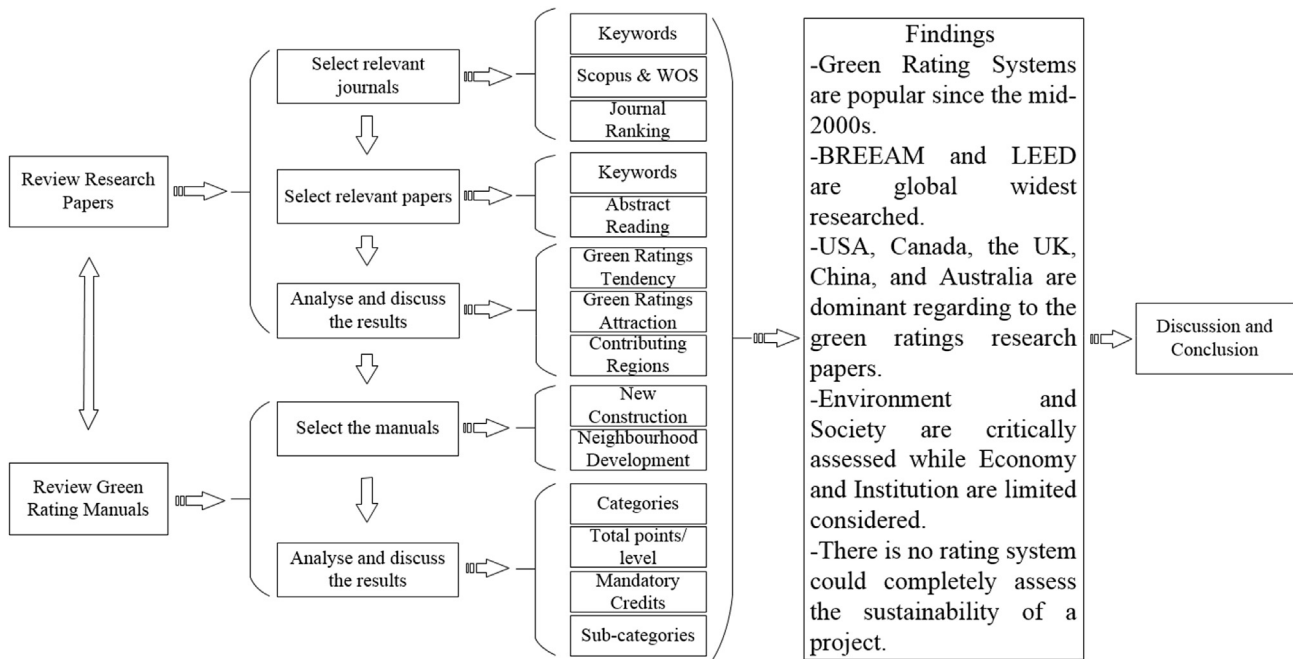 Review Research
Papers
Review Green
Rating Manuals
Select relevant
journals
Select relevant papers
Analyse and discuss
the results
Select the manuals
Analyse and discuss
the results
Keywords
Scopus & WOS
Journal
Ranking
Keywords
Abstract
Reading
Green Ratings
Tendency
Green Ratings
Attraction
Contributing
Regions
New
Construction
Neighbourhood
Development
Categories
Total points/
level
Mandatory
Credits
Sub-categories
Findings
-Green Rating Systems
are popular since the mid-
2000s.
-BREEAM and LEED
are global widest
researched.
-USA, Canada, the UK,
China, and Australia are
dominant regarding to the
green ratings research
papers.
-Environment and
Society are critically
assessed while Economy
and Institution are limited
considered.
-There is no rating system
could completely assess
the sustainability of a
project.
Discussion and
Conclusion